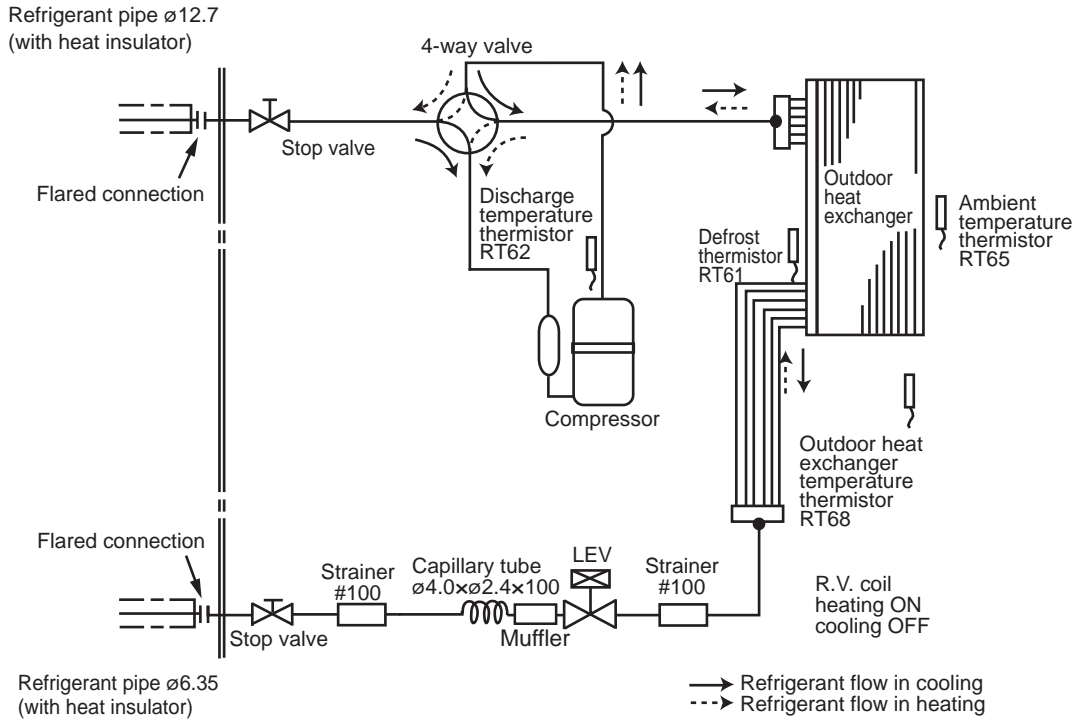 Refrigerant pipe ø12.7
(with heat insulator)
4-way valve
Stop valve
Flared connection
Discharge
temperature
thermistor
RT62
Outdoor
heat
exchanger
Ambient
temperature
thermistor
RT65
Defrost
thermistor
RT61
Compressor
Outdoor heat
exchanger
temperature
thermistor
RT68
Flared connection
Strainer
#100
Capillary tube
ø4.0×ø2.4×100
LEV
Strainer
#100
R.V. coil
heating ON
cooling OFF
Stop valve
Muffler
Refrigerant pipe ø6.35
(with heat insulator)
Refrigerant flow in cooling
Refrigerant flow in heating